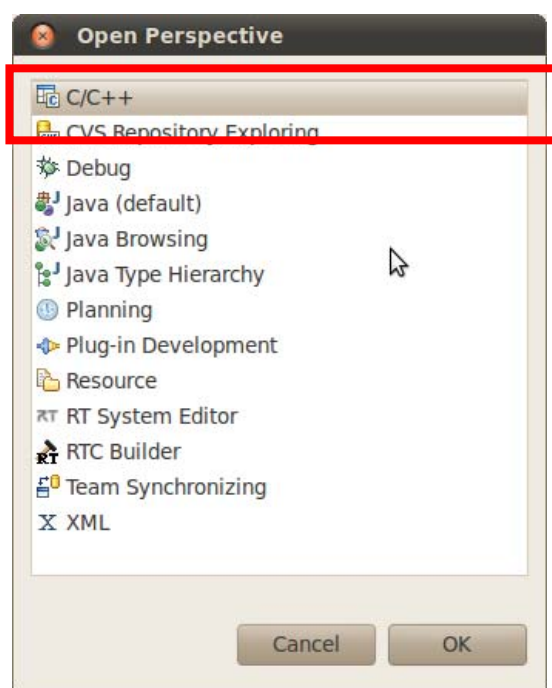 Open Perspective
C/C++
CVS Repository Exploring
Debug
Java (default)
Java Browsing
Java Type Hierarchy
Planning
Plug-in Development
Resource
RT System Editor
RTC Builder
Team Synchronizing
XML
Cancel
OK